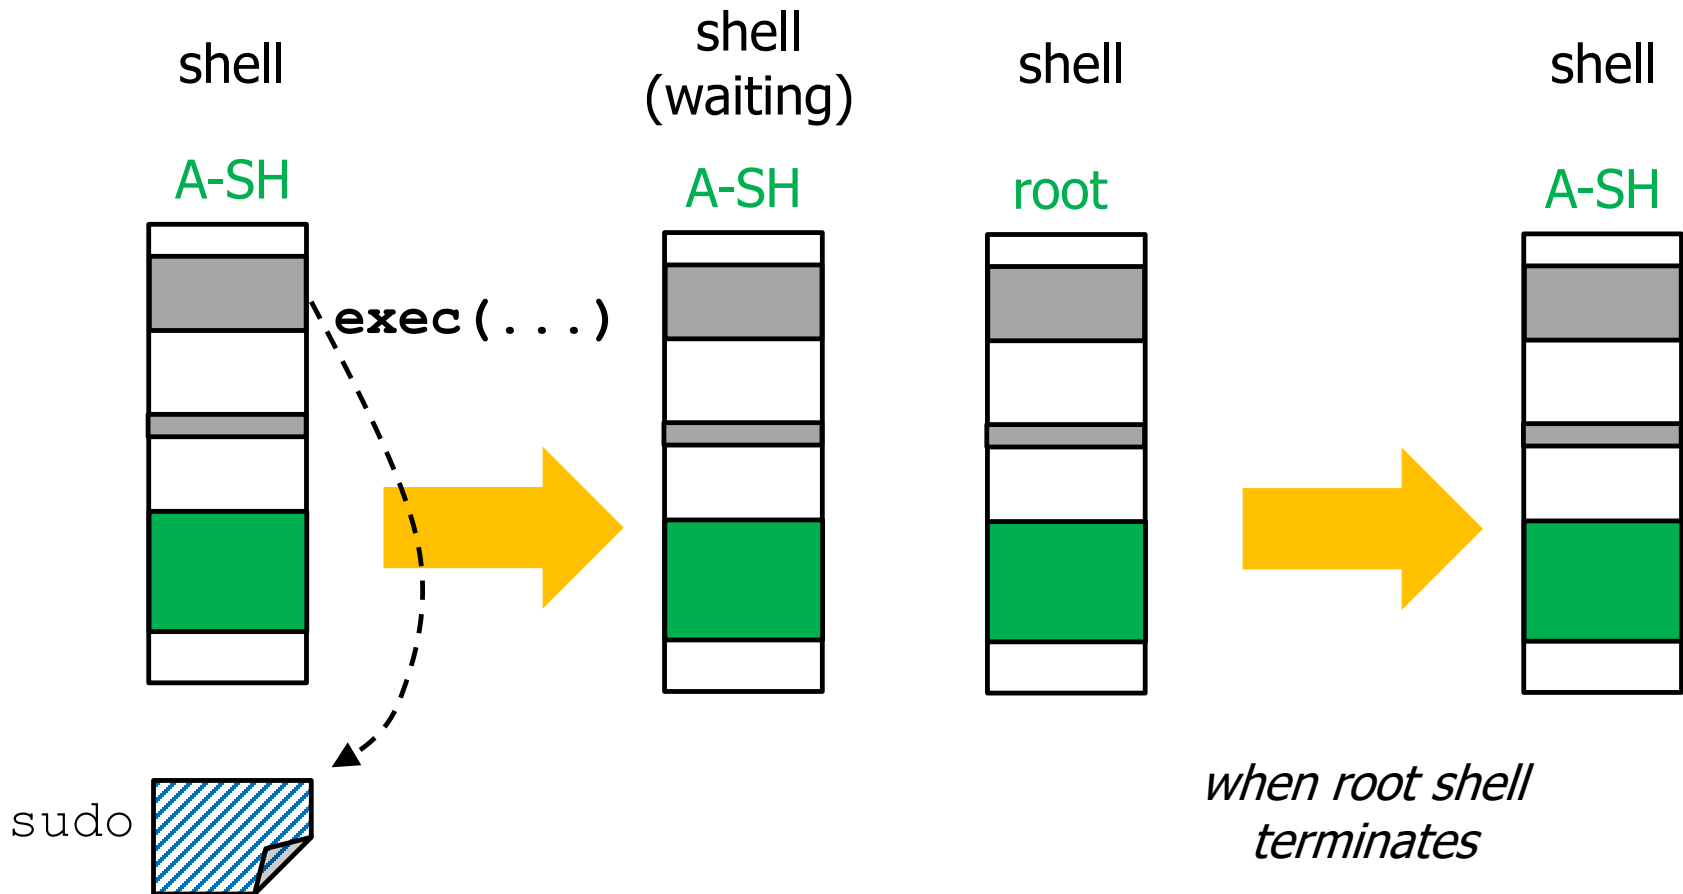 shell
shell
(waiting)
shell
shell
A-SH
A-SH
root
A-SH
exec(...)
sudo
when root shell
terminates